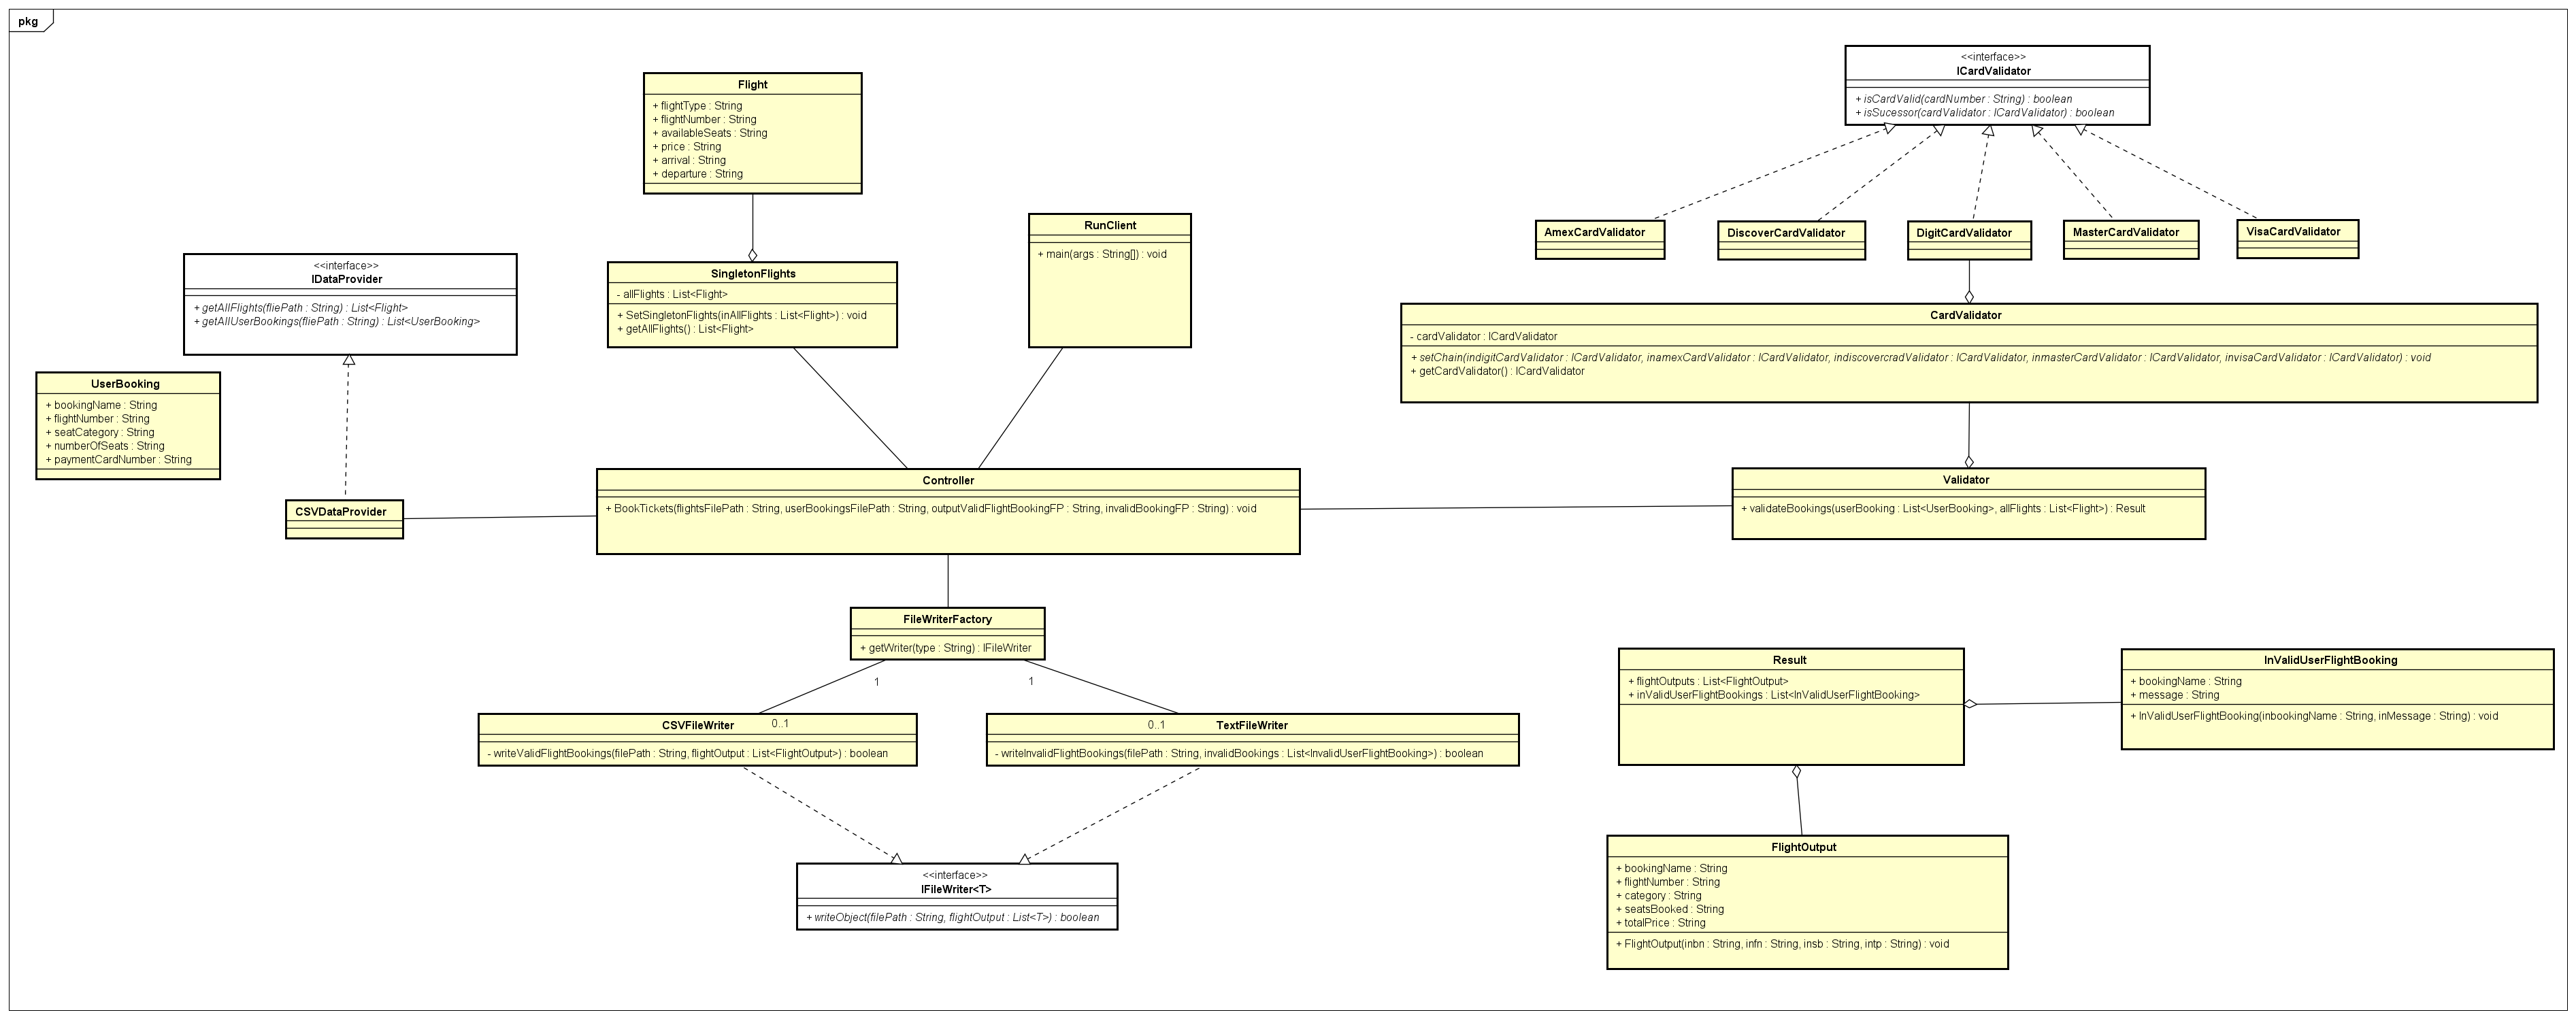 pkg
<<interface>>
ICardValidator
+ isCardValid(cardNumber : String) : boolean
+ isSucessor(cardValidator : ICardValidator) : boolean
Flight
+ flightType : String
+ flightNumber : String
+ availableSeats : String
+ price : String
+ arrival : String
+ departure : String
RunClient
+ main(args : String[]) : void
AmexCardValidator
DiscoverCardValidator
DigitCardValidator
MasterCardValidator
VisaCardValidator
<<interface>>
IDataProvider
+ getAllFlights(fliePath : String) : List<Flight>
+ getAllUserBookings(fliePath : String) : List<UserBooking>
SingletonFlights
- allFlights : List<Flight>
+ SetSingletonFlights(inAllFlights : List<Flight>) : void
+ getAllFlights() : List<Flight>
CardValidator
- cardValidator : ICardValidator
+ setChain(indigitCardValidator : ICardValidator, inamexCardValidator : ICardValidator, indiscovercradValidator : ICardValidator, inmasterCardValidator : ICardValidator, invisaCardValidator : ICardValidator) : void
+ getCardValidator() : ICardValidator
UserBooking
+ bookingName : String
+ flightNumber : String
+ seatCategory : String
+ numberOfSeats : String
+ paymentCardNumber : String
CSVDataProvider
Controller
+ BookTickets(flightsFilePath : String, userBookingsFilePath : String, outputValidFlightBookingFP : String, invalidBookingFP : String) : void
Validator
+ validateBookings(userBooking : List<UserBooking>, allFlights : List<Flight>) : Result
FileWriterFactory
+ getWriter(type : String) : IFileWriter
1
1
CSVFileWriter
0..1
- writeValidFlightBookings(filePath : String, flightOutput : List<FlightOutput>) : boolean
0..1
TextFileWriter
- writeInvalidFlightBookings(filePath : String, invalidBookings : List<InvalidUserFlightBooking>) : boolean
Result
+ flightOutputs : List<FlightOutput>
+ inValidUserFlightBookings : List<InValidUserFlightBooking>
InValidUserFlightBooking
+ bookingName : String
+ message : String
+ InValidUserFlightBooking(inbookingName : String, inMessage : String) : void
<<interface>>
IFileWriter<T>
+ writeObject(filePath : String, flightOutput : List<T>) : boolean
FlightOutput
+ bookingName : String
+ flightNumber : String
+ category : String
+ seatsBooked : String
+ totalPrice : String
+ FlightOutput(inbn : String, infn : String, insb : String, intp : String) : void